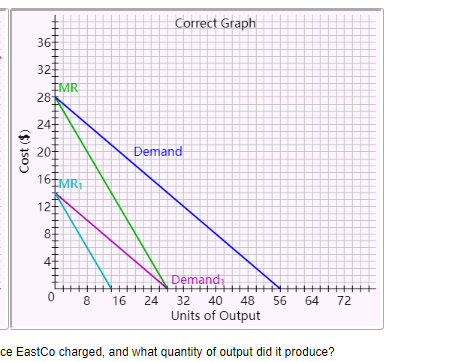 Correct Graph
36
32
MR
28
24
Cost ($)
20
Demand
16
MR1
12
8
4
Demand1
0 8 16 24 32 40 48 56 64 72
Units of Output
ce EastCo charged, and what quantity of output did it produce?